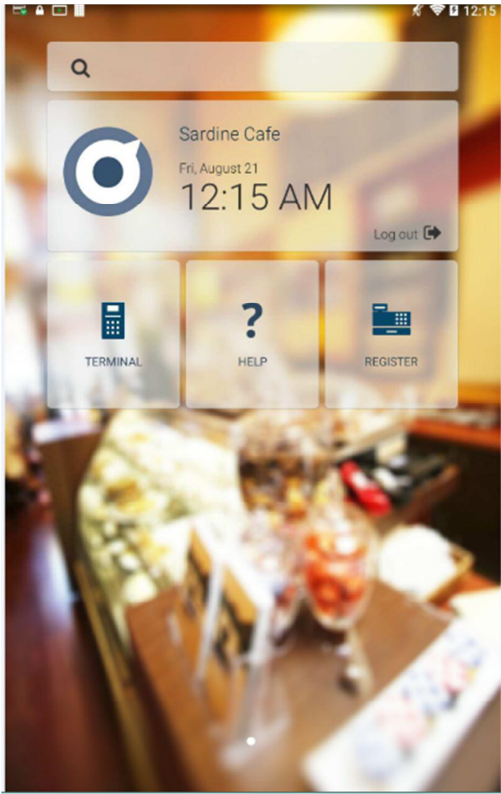 12:15
Sardine Cafe
Fri, August 21
12:15 AM
Log out
TERMINAL
?
HELP
REGISTER